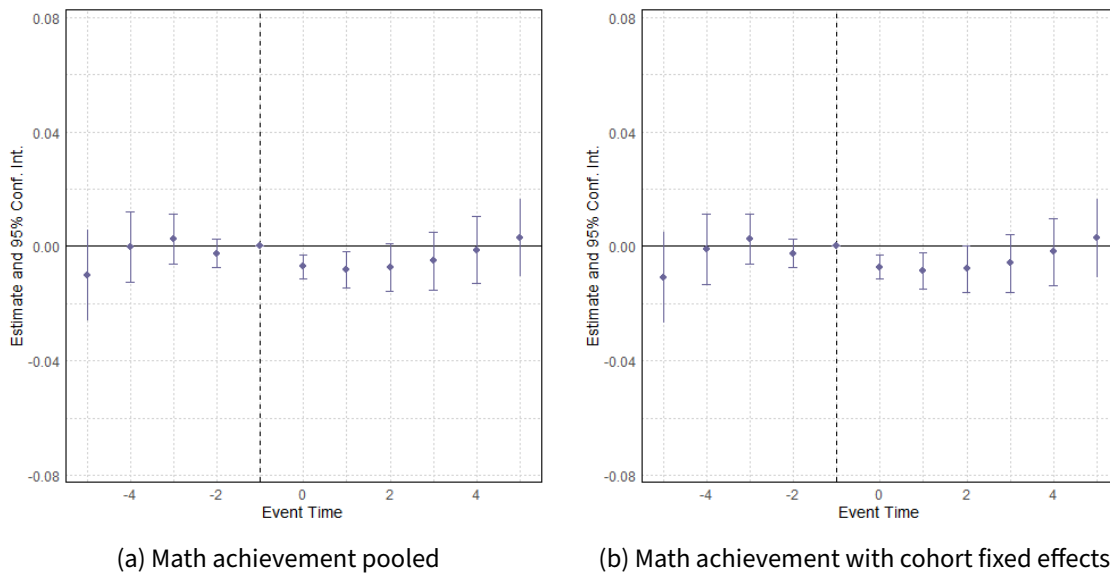 0.08
0.04
0.00
-0.04
-0.08
Estimate and 95% Conf. Int.
-4 -2 0 2 4
Event Time
(a) Math achievement pooled
0.08
0.04
0.00
-0.04
-0.08
Estimate and 95% Conf. Int.
-4 -2 0 2 4
Event Time
(b) Math achievement with cohort fixed effects